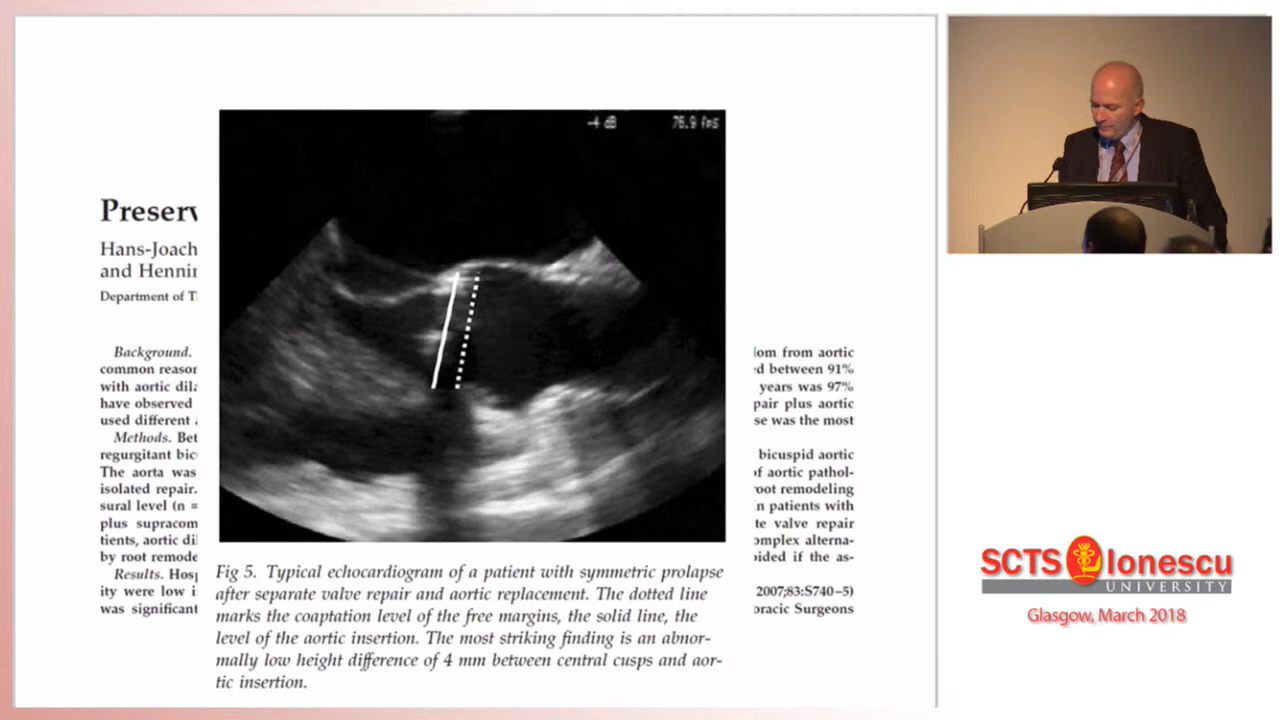 -4 dB 76.9 fps
Preserv
Hans-Joach
and Hennin
Department of T
Background.
common reason
with aortic dila
have observed
used different a
Methods. Bet
regurgitant bic
The aorta was
isolated repair.
sural level (n =
plus supracom
tients, aortic di
by root remode
Results. Hosp
ity were low i
was significant
Fig 5. Typical echocardiogram of a patient with symmetric prolapse
after separate valve repair and aortic replacement. The dotted line
marks the coaptation level of the free margins, the solid line, the
level of the aortic insertion. The most striking finding is an abnor-
mally low height difference of 4 mm between central cusps and aor-
tic insertion.
dom from aortic
ed between 91%
years was 97%
pair plus aortic
se was the most
bicuspid aortic
of aortic pathol-
root remodeling
In patients with
te valve repair
omplex alterna-
oided if the as-
2007;83:S740–5)
oracic Surgeons
SCTS Ionescu
UNIVERSITY
Glasgow, March 2018